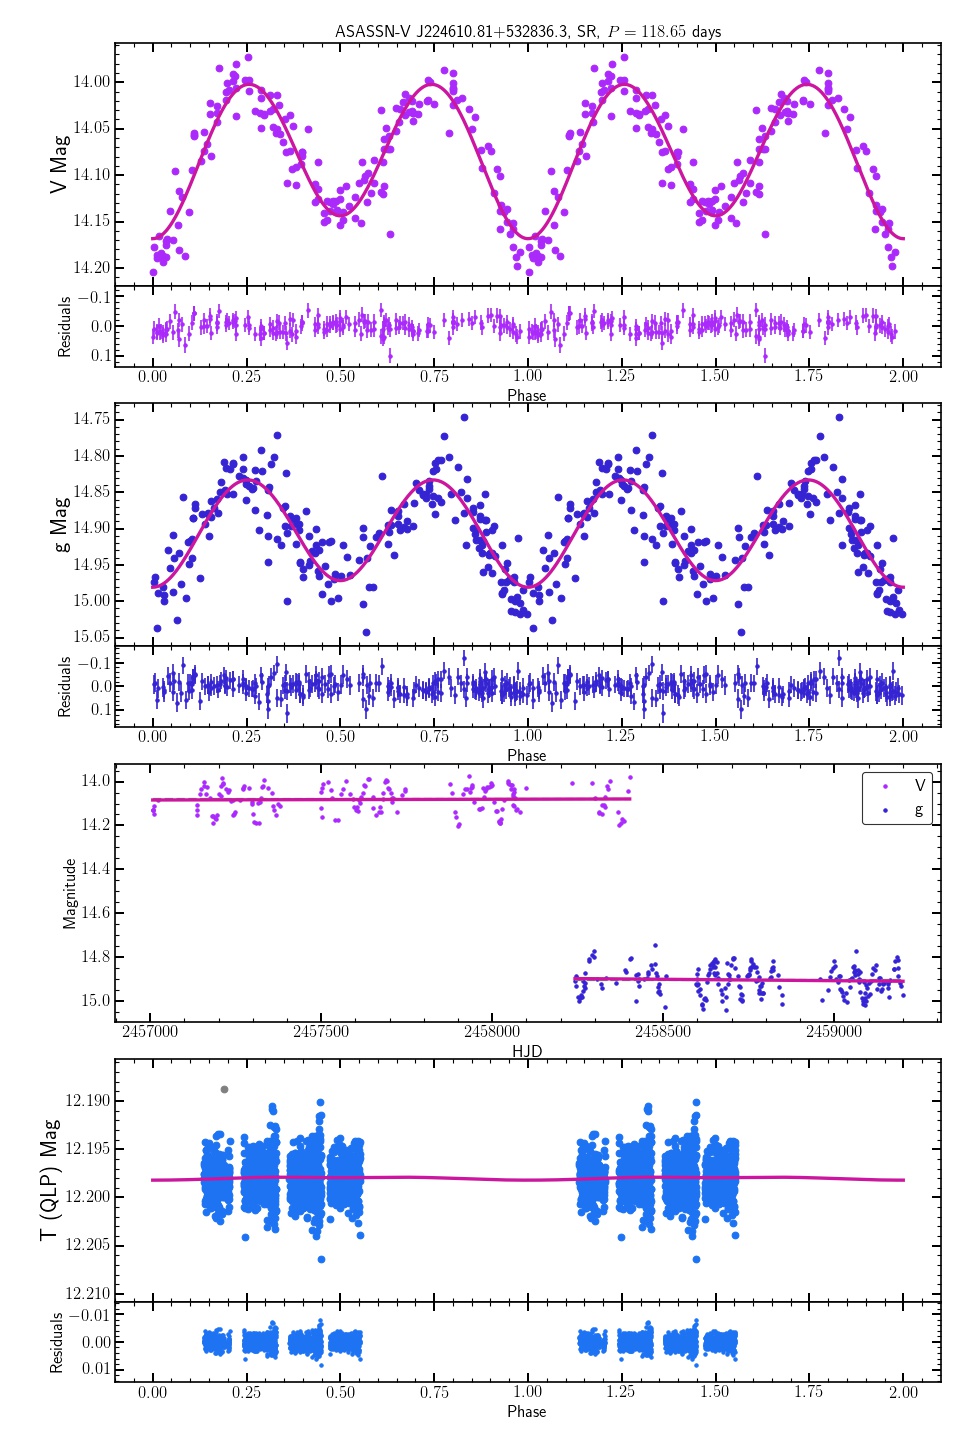 ASASSN-V J224610.81+532836.3, SR, P = 118.65 days
V Mag
14.00
14.05
14.10
14.15
14.20
Residuals
−0.1
0.0
0.1
0.00 0.25 0.50 0.75 1.00 1.25 1.50 1.75 2.00
Phase
g Mag
14.75
14.80
14.85
14.90
14.95
15.00
15.05
Residuals
−0.1
0.0
0.1
0.00 0.25 0.50 0.75 1.00 1.25 1.50 1.75 2.00
Phase
Magnitude
14.0
14.2
14.4
14.6
14.8
15.0
V
g
2457000 2457500 2458000 2458500 2459000
HJD
T (QLP) Mag
12.190
12.195
12.200
12.205
12.210
Residuals
−0.01
0.00
0.01
0.00 0.25 0.50 0.75 1.00 1.25 1.50 1.75 2.00
Phase